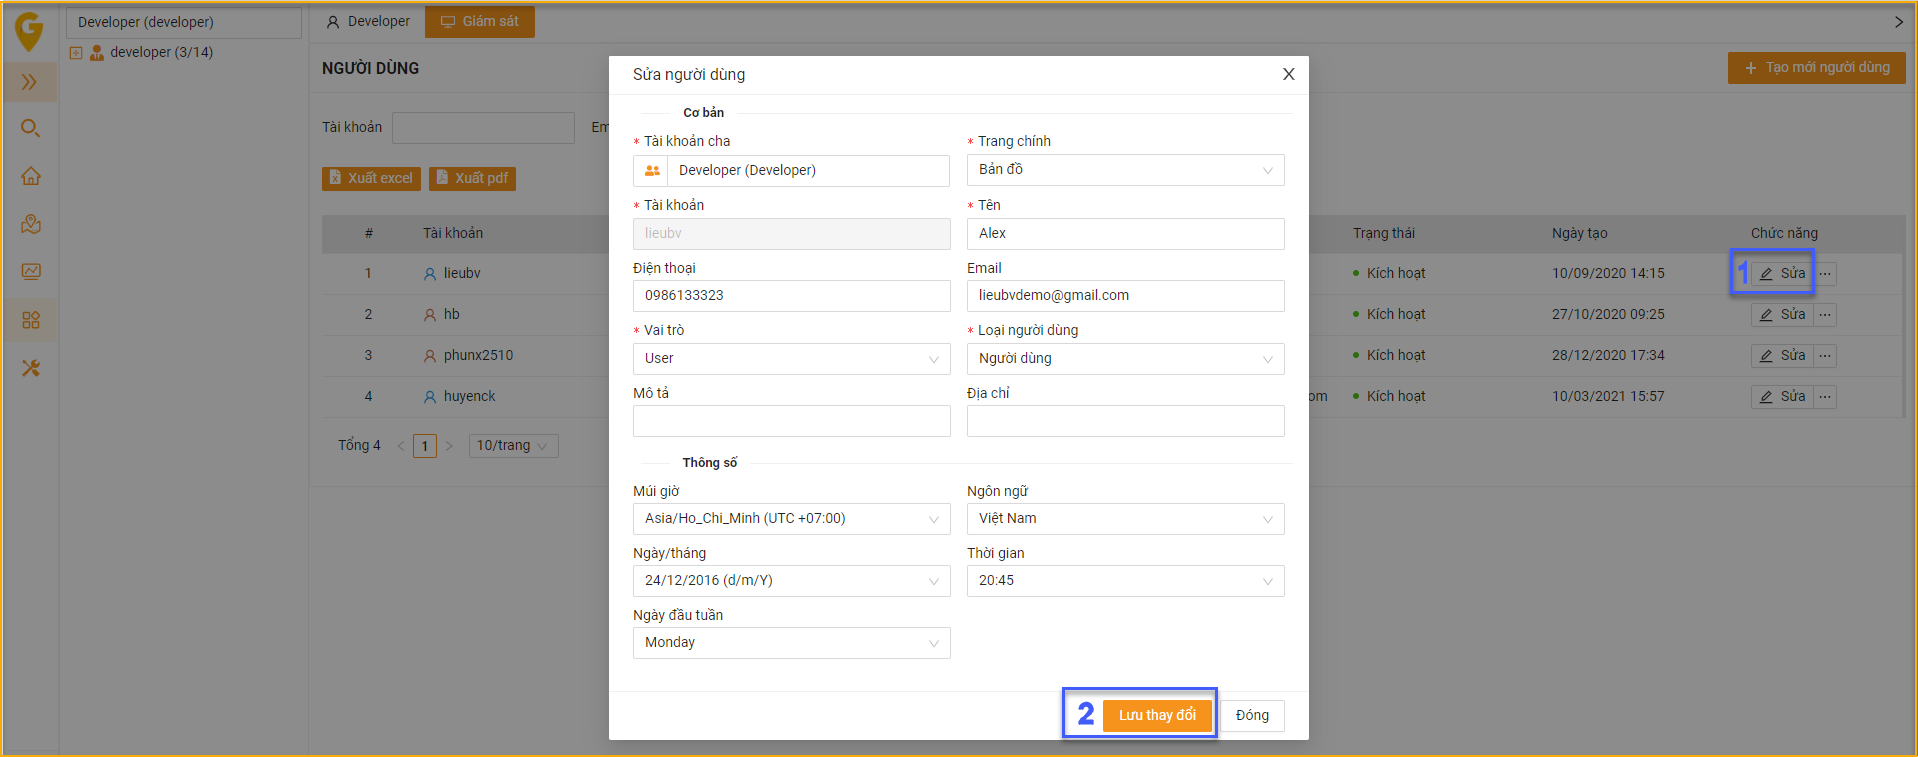 Developer (developer)
developer (3/14)
Developer
Giám sát
NGƯỜI DÙNG
+ Tạo mới người dùng
Tài khoản
Em
Xuất excel
Xuất pdf
# Tài khoản Trạng thái Ngày tạo Chức năng
1 lieubv Kích hoạt 10/09/2020 14:15 1 Sửa ...
2 hb Kích hoạt 27/10/2020 09:25 Sửa ...
3 phunx2510 Kích hoạt 28/12/2020 17:34 Sửa ...
4 huyenck om Kích hoạt 10/03/2021 15:57 Sửa ...
Tổng 4 < 1 > 10/trang
Sửa người dùng X
Cơ bản
* Tài khoản cha * Trang chính
Developer (Developer) Bản đồ
* Tài khoản * Tên
lieubv Alex
Điện thoại Email
0986133323 lieubvdemo@gmail.com
* Vai trò * Loại người dùng
User Người dùng
Mô tả Địa chỉ
Thông số
Múi giờ Ngôn ngữ
Asia/Ho_Chi_Minh (UTC +07:00) Việt Nam
Ngày/tháng Thời gian
24/12/2016 (d/m/Y) 20:45
Ngày đầu tuần
Monday
2 Lưu thay đổi Đóng